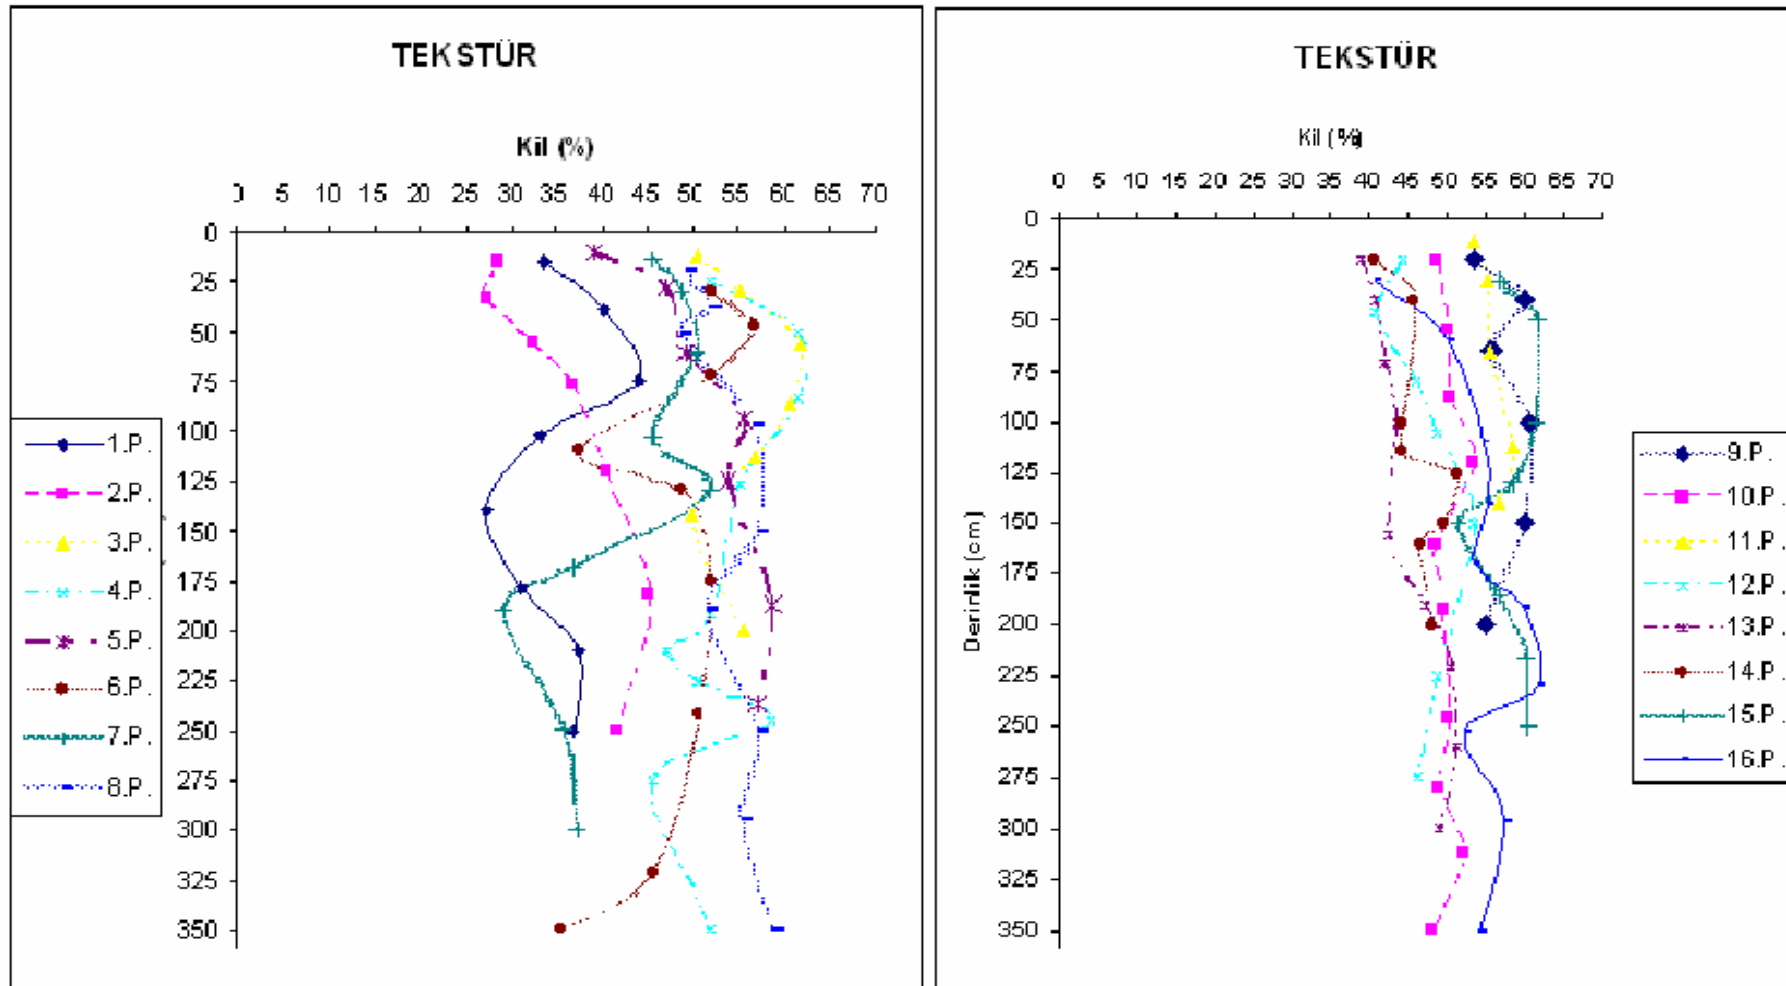 TEKSTÜR
Kil (%)
0 5 10 15 20 25 30 35 40 45 50 55 60 65 70
0
25
50
75
100
125
150
175
200
225
250
275
300
325
350
1.P.
2.P.
3.P.
4.P.
5.P.
6.P.
7.P.
8.P.
TEKSTÜR
Kil (%)
0 5 10 15 20 25 30 35 40 45 50 55 60 65 70
Derinlik (cm)
0
25
50
75
100
125
150
175
200
225
250
275
300
325
350
9.P.
10.P.
11.P.
12.P.
13.P.
14.P.
15.P.
16.P.